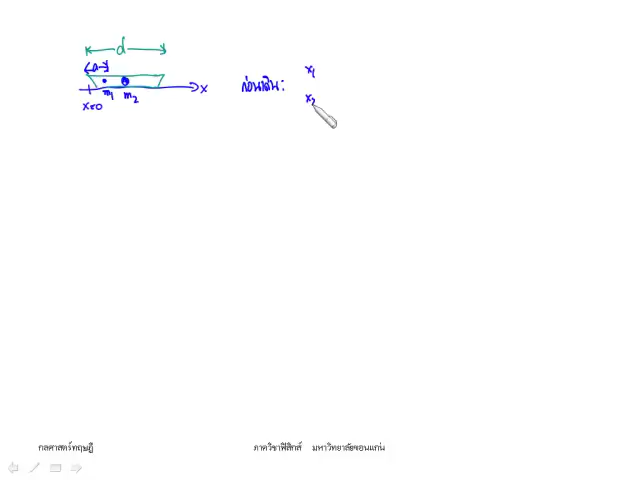 d
a
m₁ m₂
x
x=0
ก่อนเดิน:
x₁
x₂
กลศาสตร์ทฤษฎี
ภาควิชาฟิสิกส์ มหาวิทยาลัยขอนแก่น